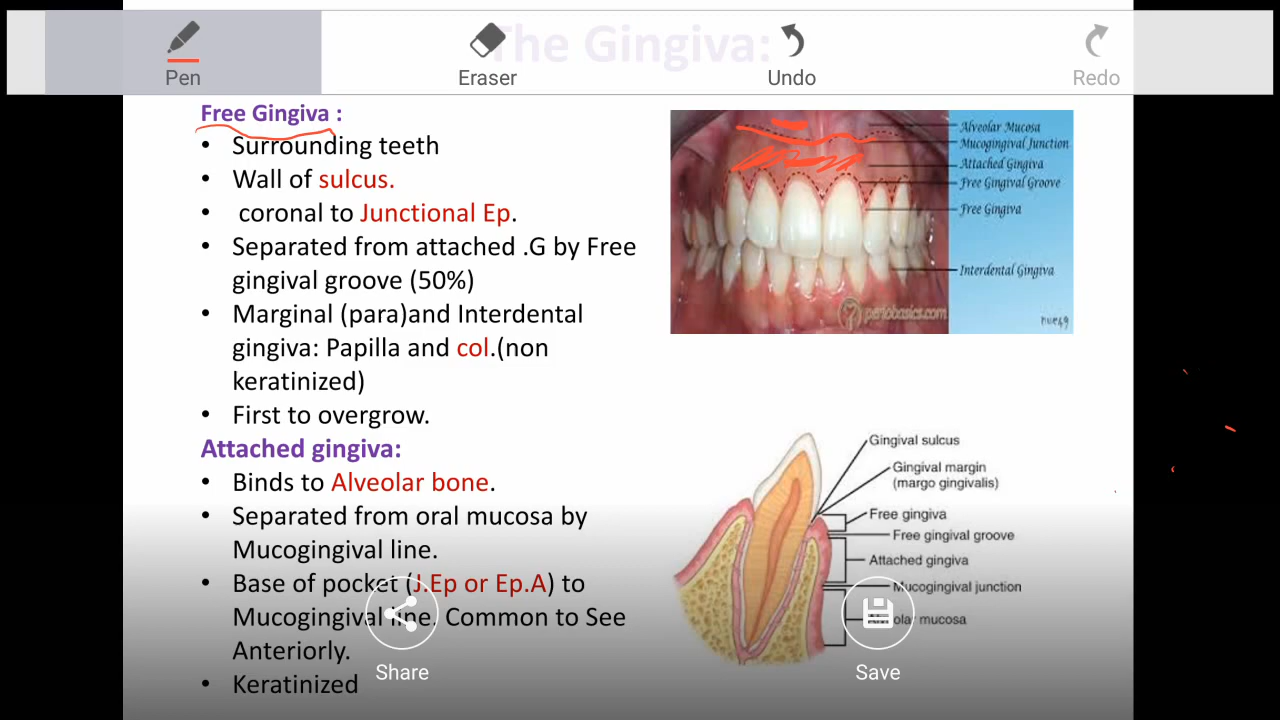 The Gingiva:
Pen
Eraser
Undo
Redo
Free Gingiva :
• Surrounding teeth
• Wall of sulcus.
• coronal to Junctional Ep.
• Separated from attached .G by Free
gingival groove (50%)
• Marginal (para)and Interdental
gingiva: Papilla and col.(non
keratinized)
• First to overgrow.
Attached gingiva:
• Binds to Alveolar bone.
• Separated from oral mucosa by
Mucogingival line.
• Base of pocket (J.Ep or Ep.A) to
Mucogingival line. Common to See
Anteriorly.
• Keratinized
Alveolar Mucosa
Mucogingival Junction
Attached Gingiva
Free Gingival Groove
Free Gingiva
Interdental Gingiva
periobasics.com
Gingival sulcus
Gingival margin
(margo gingivalis)
Free gingiva
Free gingival groove
Attached gingiva
Mucogingival junction
olar mucosa
Share
Save